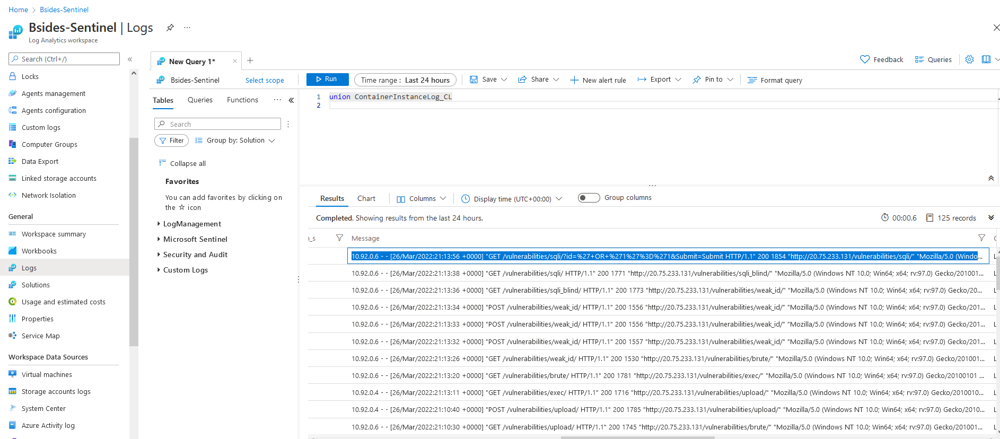 Home > Bsides-Sentinel
Bsides-Sentinel | Logs
Log Analytics workspace
Search (Ctrl+/)
Locks
Agents management
Agents configuration
Custom logs
Computer Groups
Data Export
Linked storage accounts
Network Isolation
General
Workspace summary
Workbooks
Logs
Solutions
Usage and estimated costs
Properties
Service Map
Workspace Data Sources
Virtual machines
Storage accounts logs
System Center
Azure Activity log
New Query 1*
Feedback
Queries
Bsides-Sentinel
Select scope
Run
Time range : Last 24 hours
Save
Share
New alert rule
Export
Pin to
Format query
Tables
Queries
Functions
Search
Filter
Group by: Solution
Collapse all
Favorites
You can add favorites by clicking on
the ☆ icon
LogManagement
Microsoft Sentinel
Security and Audit
Custom Logs
1 union ContainerInstanceLog_CL
2
Results
Chart
Columns
Display time (UTC+00:00)
Group columns
Completed. Showing results from the last 24 hours.
00:00.6
125 records
_s
Message
10.92.0.6 - - [26/Mar/2022:21:13:56 +0000] "GET /vulnerabilities/sqli/?id=%27+OR+%271%27%3D%271&Submit=Submit HTTP/1.1" 200 1854 "http://20.75.233.131/vulnerabilities/sqli/" "Mozilla/5.0 (Windo...
10.92.0.6 - - [26/Mar/2022:21:13:38 +0000] "GET /vulnerabilities/sqli/ HTTP/1.1" 200 1771 "http://20.75.233.131/vulnerabilities/sqli_blind/" "Mozilla/5.0 (Windows NT 10.0; Win64; x64; rv:97.0) Gecko/201001...
10.92.0.6 - - [26/Mar/2022:21:13:36 +0000] "GET /vulnerabilities/sqli_blind/ HTTP/1.1" 200 1773 "http://20.75.233.131/vulnerabilities/weak_id/" "Mozilla/5.0 (Windows NT 10.0; Win64; x64; rv:97.0) Gecko/20...
10.92.0.6 - - [26/Mar/2022:21:13:34 +0000] "POST /vulnerabilities/weak_id/ HTTP/1.1" 200 1556 "http://20.75.233.131/vulnerabilities/weak_id/" "Mozilla/5.0 (Windows NT 10.0; Win64; x64; rv:97.0) Gecko/201...
10.92.0.6 - - [26/Mar/2022:21:13:33 +0000] "POST /vulnerabilities/weak_id/ HTTP/1.1" 200 1556 "http://20.75.233.131/vulnerabilities/weak_id/" "Mozilla/5.0 (Windows NT 10.0; Win64; x64; rv:97.0) Gecko/201...
10.92.0.6 - - [26/Mar/2022:21:13:32 +0000] "POST /vulnerabilities/weak_id/ HTTP/1.1" 200 1557 "http://20.75.233.131/vulnerabilities/weak_id/" "Mozilla/5.0 (Windows NT 10.0; Win64; x64; rv:97.0) Gecko/201...
10.92.0.6 - - [26/Mar/2022:21:13:26 +0000] "GET /vulnerabilities/weak_id/ HTTP/1.1" 200 1530 "http://20.75.233.131/vulnerabilities/brute/" "Mozilla/5.0 (Windows NT 10.0; Win64; x64; rv:97.0) Gecko/201001...
10.92.0.6 - - [26/Mar/2022:21:13:20 +0000] "GET /vulnerabilities/brute/ HTTP/1.1" 200 1781 "http://20.75.233.131/vulnerabilities/exec/" "Mozilla/5.0 (Windows NT 10.0; Win64; x64; rv:97.0) Gecko/20100101 ...
10.92.0.4 - - [26/Mar/2022:21:13:11 +0000] "GET /vulnerabilities/exec/ HTTP/1.1" 200 1716 "http://20.75.233.131/vulnerabilities/upload/" "Mozilla/5.0 (Windows NT 10.0; Win64; x64; rv:97.0) Gecko/2010010...
10.92.0.4 - - [26/Mar/2022:21:10:40 +0000] "POST /vulnerabilities/upload/ HTTP/1.1" 200 1785 "http://20.75.233.131/vulnerabilities/upload/" "Mozilla/5.0 (Windows NT 10.0; Win64; x64; rv:97.0) Gecko/2010...
10.92.0.6 - - [26/Mar/2022:21:10:30 +0000] "GET /vulnerabilities/upload/ HTTP/1.1" 200 1745 "http://20.75.233.131/vulnerabilities/brute/" "Mozilla/5.0 (Windows NT 10.0; Win64; x64; rv:97.0) Gecko/201001...